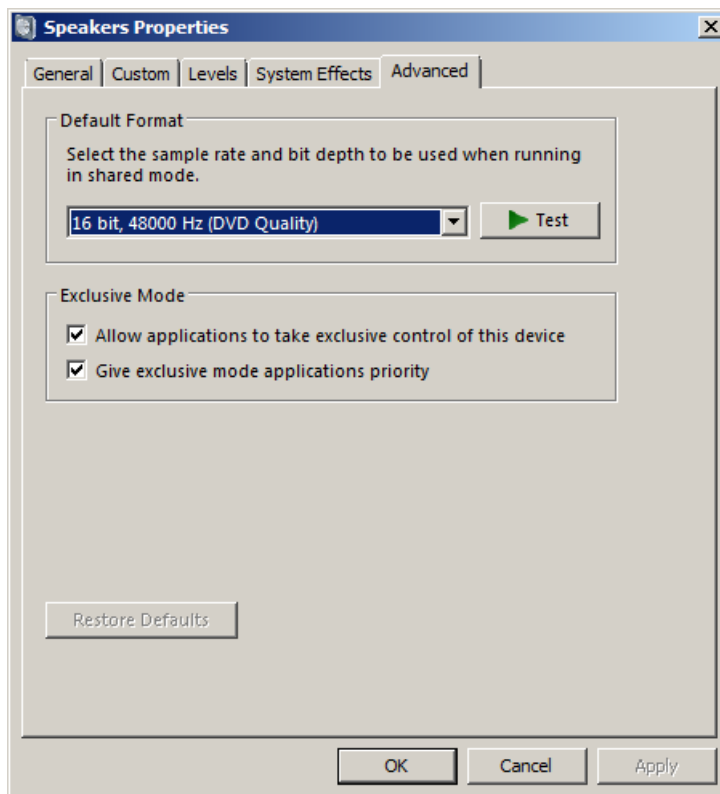 Speakers Properties
General
Custom
Levels
System Effects
Advanced
Default Format
Select the sample rate and bit depth to be used when running
in shared mode.
16 bit, 48000 Hz (DVD Quality)
Test
Exclusive Mode
Allow applications to take exclusive control of this device
Give exclusive mode applications priority
Restore Defaults
OK
Cancel
Apply